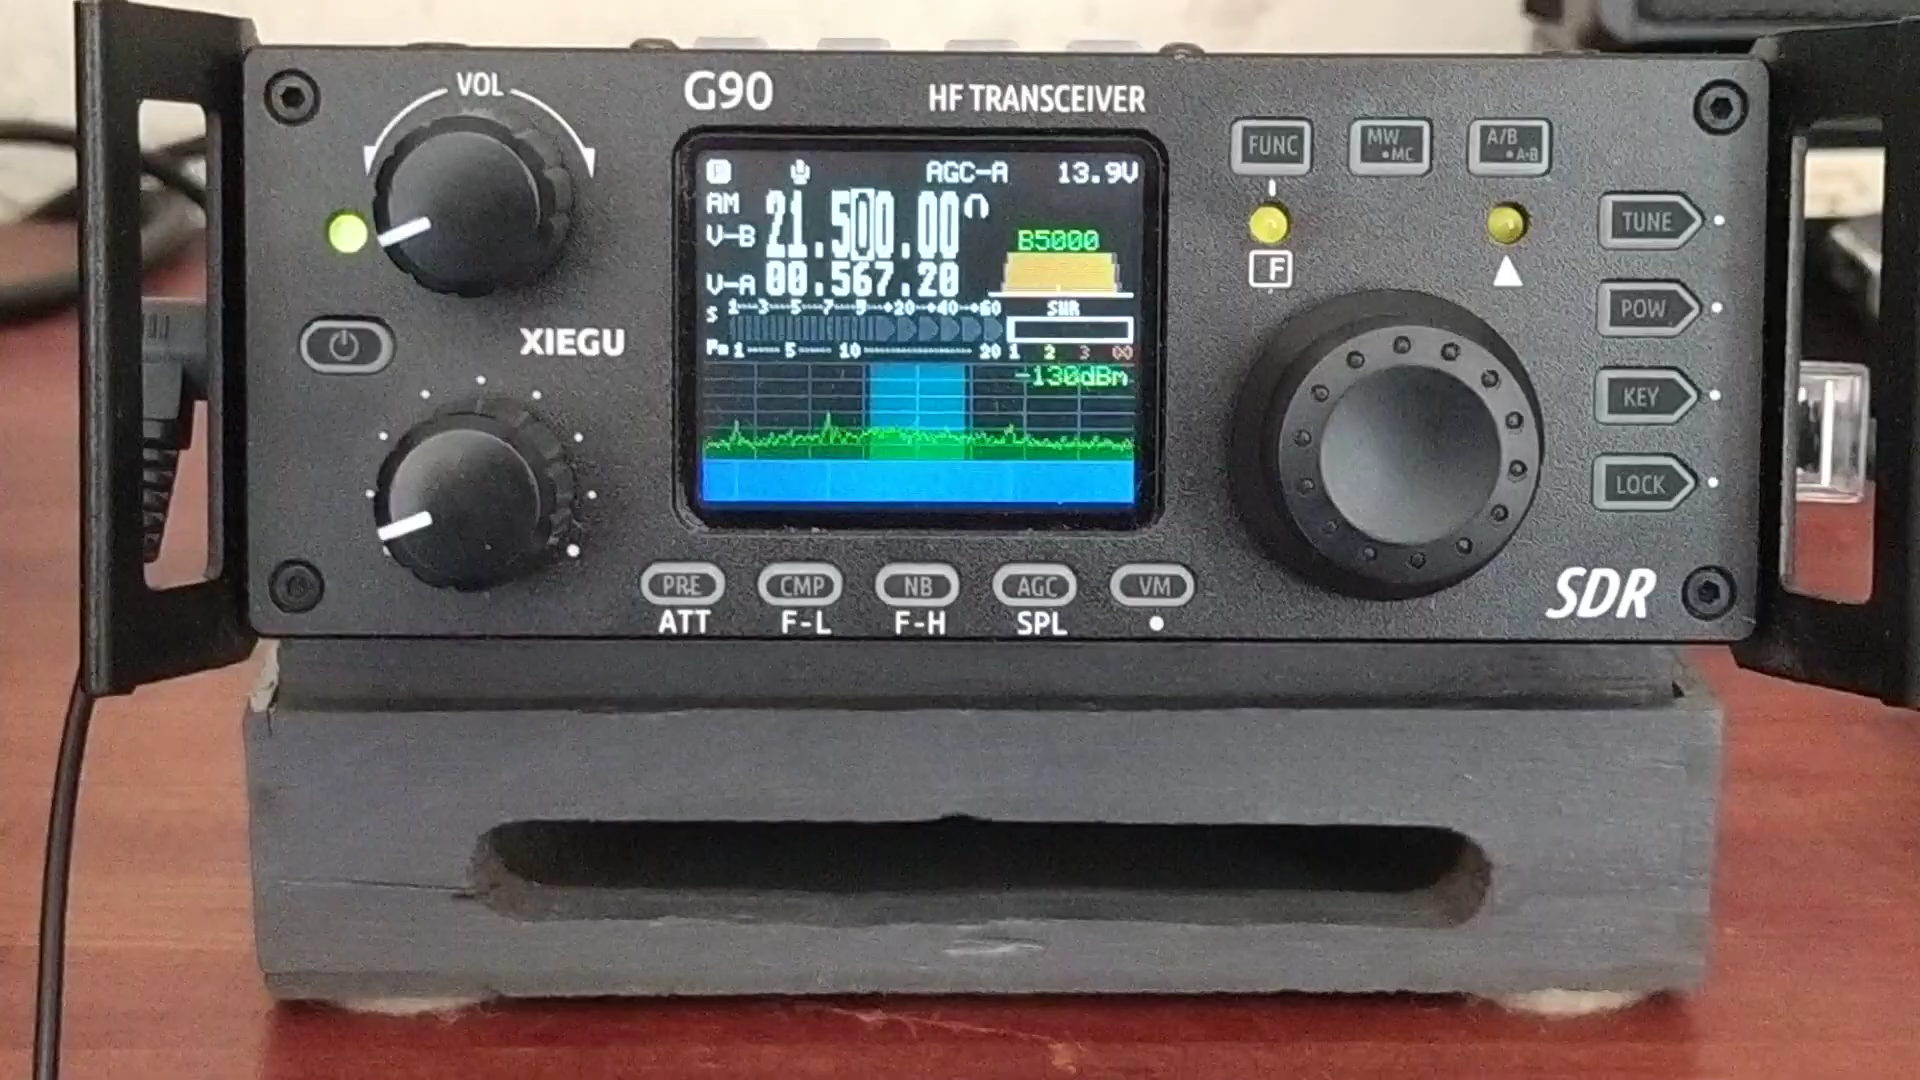 VOL
G90
HF TRANSCEIVER
FUNC
MW
MC
A/B
A=B
AGC-A 13.9V
AM
21.500.00
V-B
B5000
V-A 00.567.20
S 1 3 5 7 9 +20 +40 +60
SWR
Po 1 5 10 20
1 2 3 ∞
-130dBm
F
TUNE
POW
KEY
LOCK
XIEGU
PRE
CMP
NB
AGC
VM
ATT
F-L
F-H
SPL
SDR